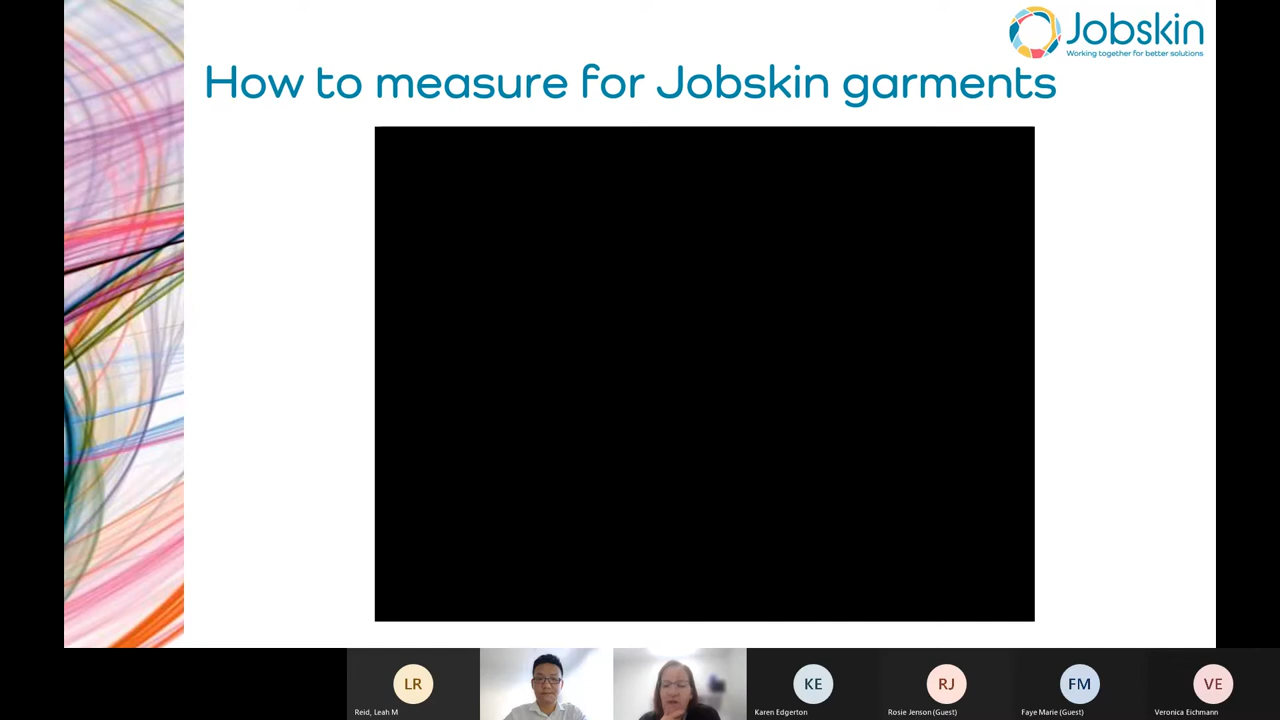 Jobskin
Working together for better solutions
How to measure for Jobskin garments
LR
KE
RJ
FM
VE
Reid, Leah M
Karen Edgerton
Rosie Jenson (Guest)
Faye Marie (Guest)
Veronica Eichmann